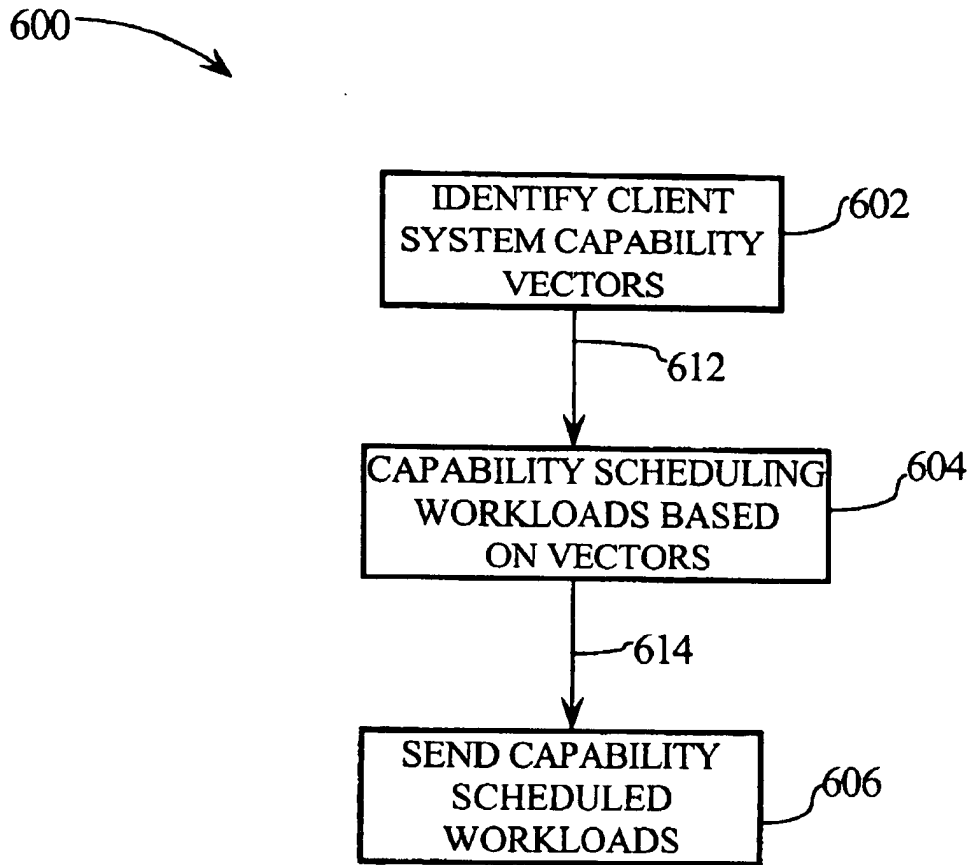 600
IDENTIFY CLIENT
SYSTEM CAPABILITY
VECTORS
602
612
CAPABILITY SCHEDULING
WORKLOADS BASED
ON VECTORS
604
614
SEND CAPABILITY
SCHEDULED
WORKLOADS
606